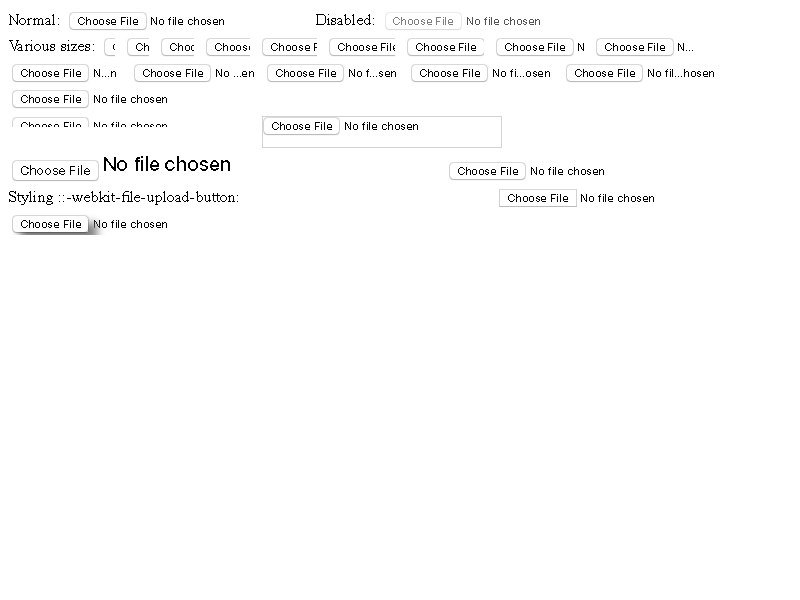 Normal: Choose File No file chosen Disabled: Choose File No file chosen
Various sizes: Ch Choo Choose Choose F Choose File Choose File Choose File N Choose File N...
Choose File N...n Choose File No ...en Choose File No f...sen Choose File No fi...osen Choose File No fil...hosen
Choose File No file chosen
Choose File No file chosen Choose File No file chosen
Choose File No file chosen Choose File No file chosen
Styling ::-webkit-file-upload-button: Choose File No file chosen
Choose File No file chosen